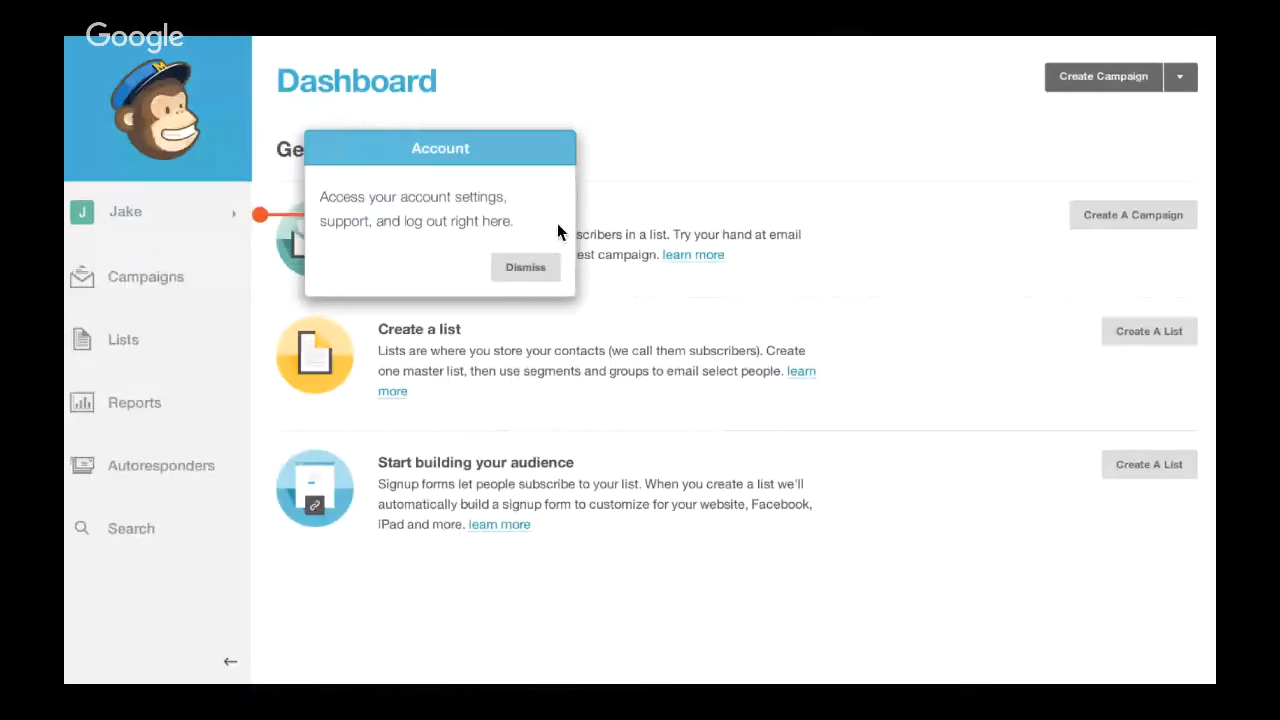 Google
Dashboard
Create Campaign
Ge
Account
Access your account settings,
support, and log out right here.
Dismiss
J
Jake
Campaigns
Lists
Reports
Autoresponders
Search
scribers in a list. Try your hand at email
est campaign. learn more
Create A Campaign
Create a list
Lists are where you store your contacts (we call them subscribers). Create
one master list, then use segments and groups to email select people. learn
more
Create A List
Start building your audience
Signup forms let people subscribe to your list. When you create a list we'll
automatically build a signup form to customize for your website, Facebook,
iPad and more. learn more
Create A List